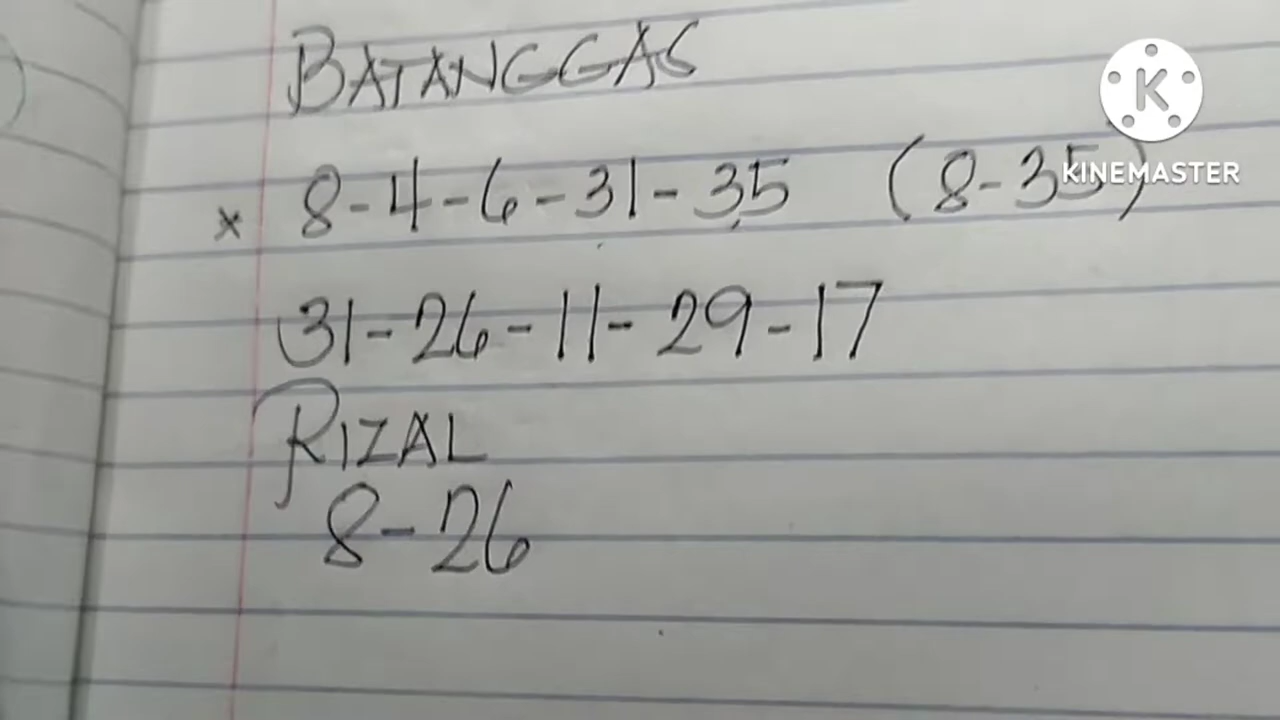 BATANGGAS
x 8-4-6-31-35 (8-35)
31-26-11-29-17
RIZAL
8-26
K
KINEMASTER